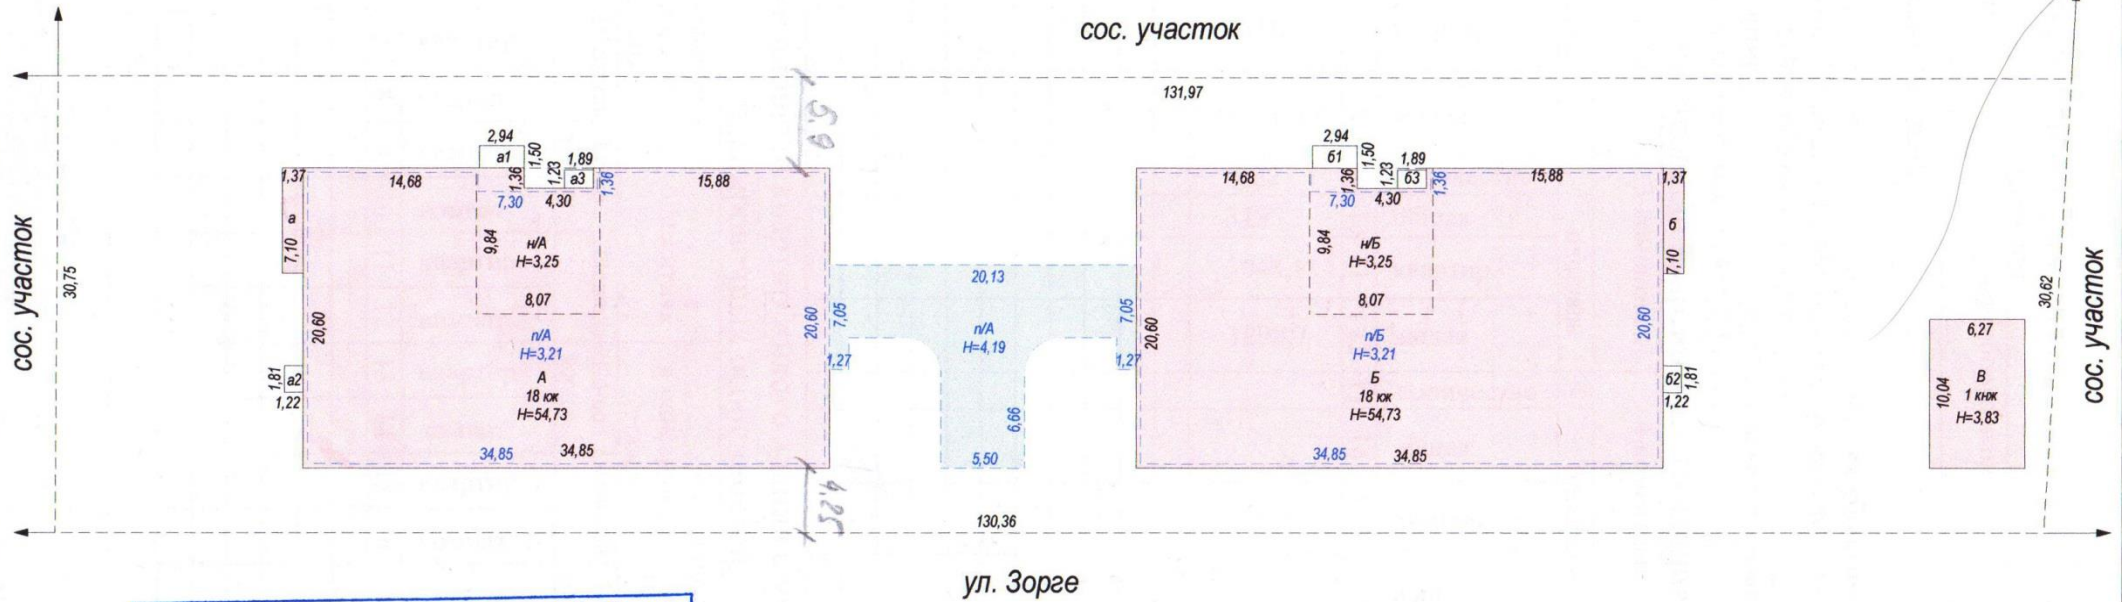 сос. участок
131,97
5.9
2,94
а1
1,50
1,89
1,23
а3
1,36
1,36
1,37
14,68
15,88
7,30
4,30
а
7,10
9,84
н/А
Н=3,25
8,07
20,60
20,60
п/А
Н=3,21
А
18 кж
Н=54,73
1,81
а2
1,22
34,85
34,85
20,13
7,05
7,05
п/А
Н=4,19
1,27
1,27
6,66
5,50
2,94
б1
1,50
1,89
1,23
б3
1,36
1,36
14,68
15,88
1,37
7,30
4,30
б
7,10
9,84
н/Б
Н=3,25
8,07
20,60
20,60
п/Б
Н=3,21
Б
18 кж
Н=54,73
б2
1,81
1,22
34,85
34,85
6,27
10,04
В
1 кнж
Н=3,83
сос. участок
30,75
30,62
сос. участок
4,25
130,36
ул. Зорге